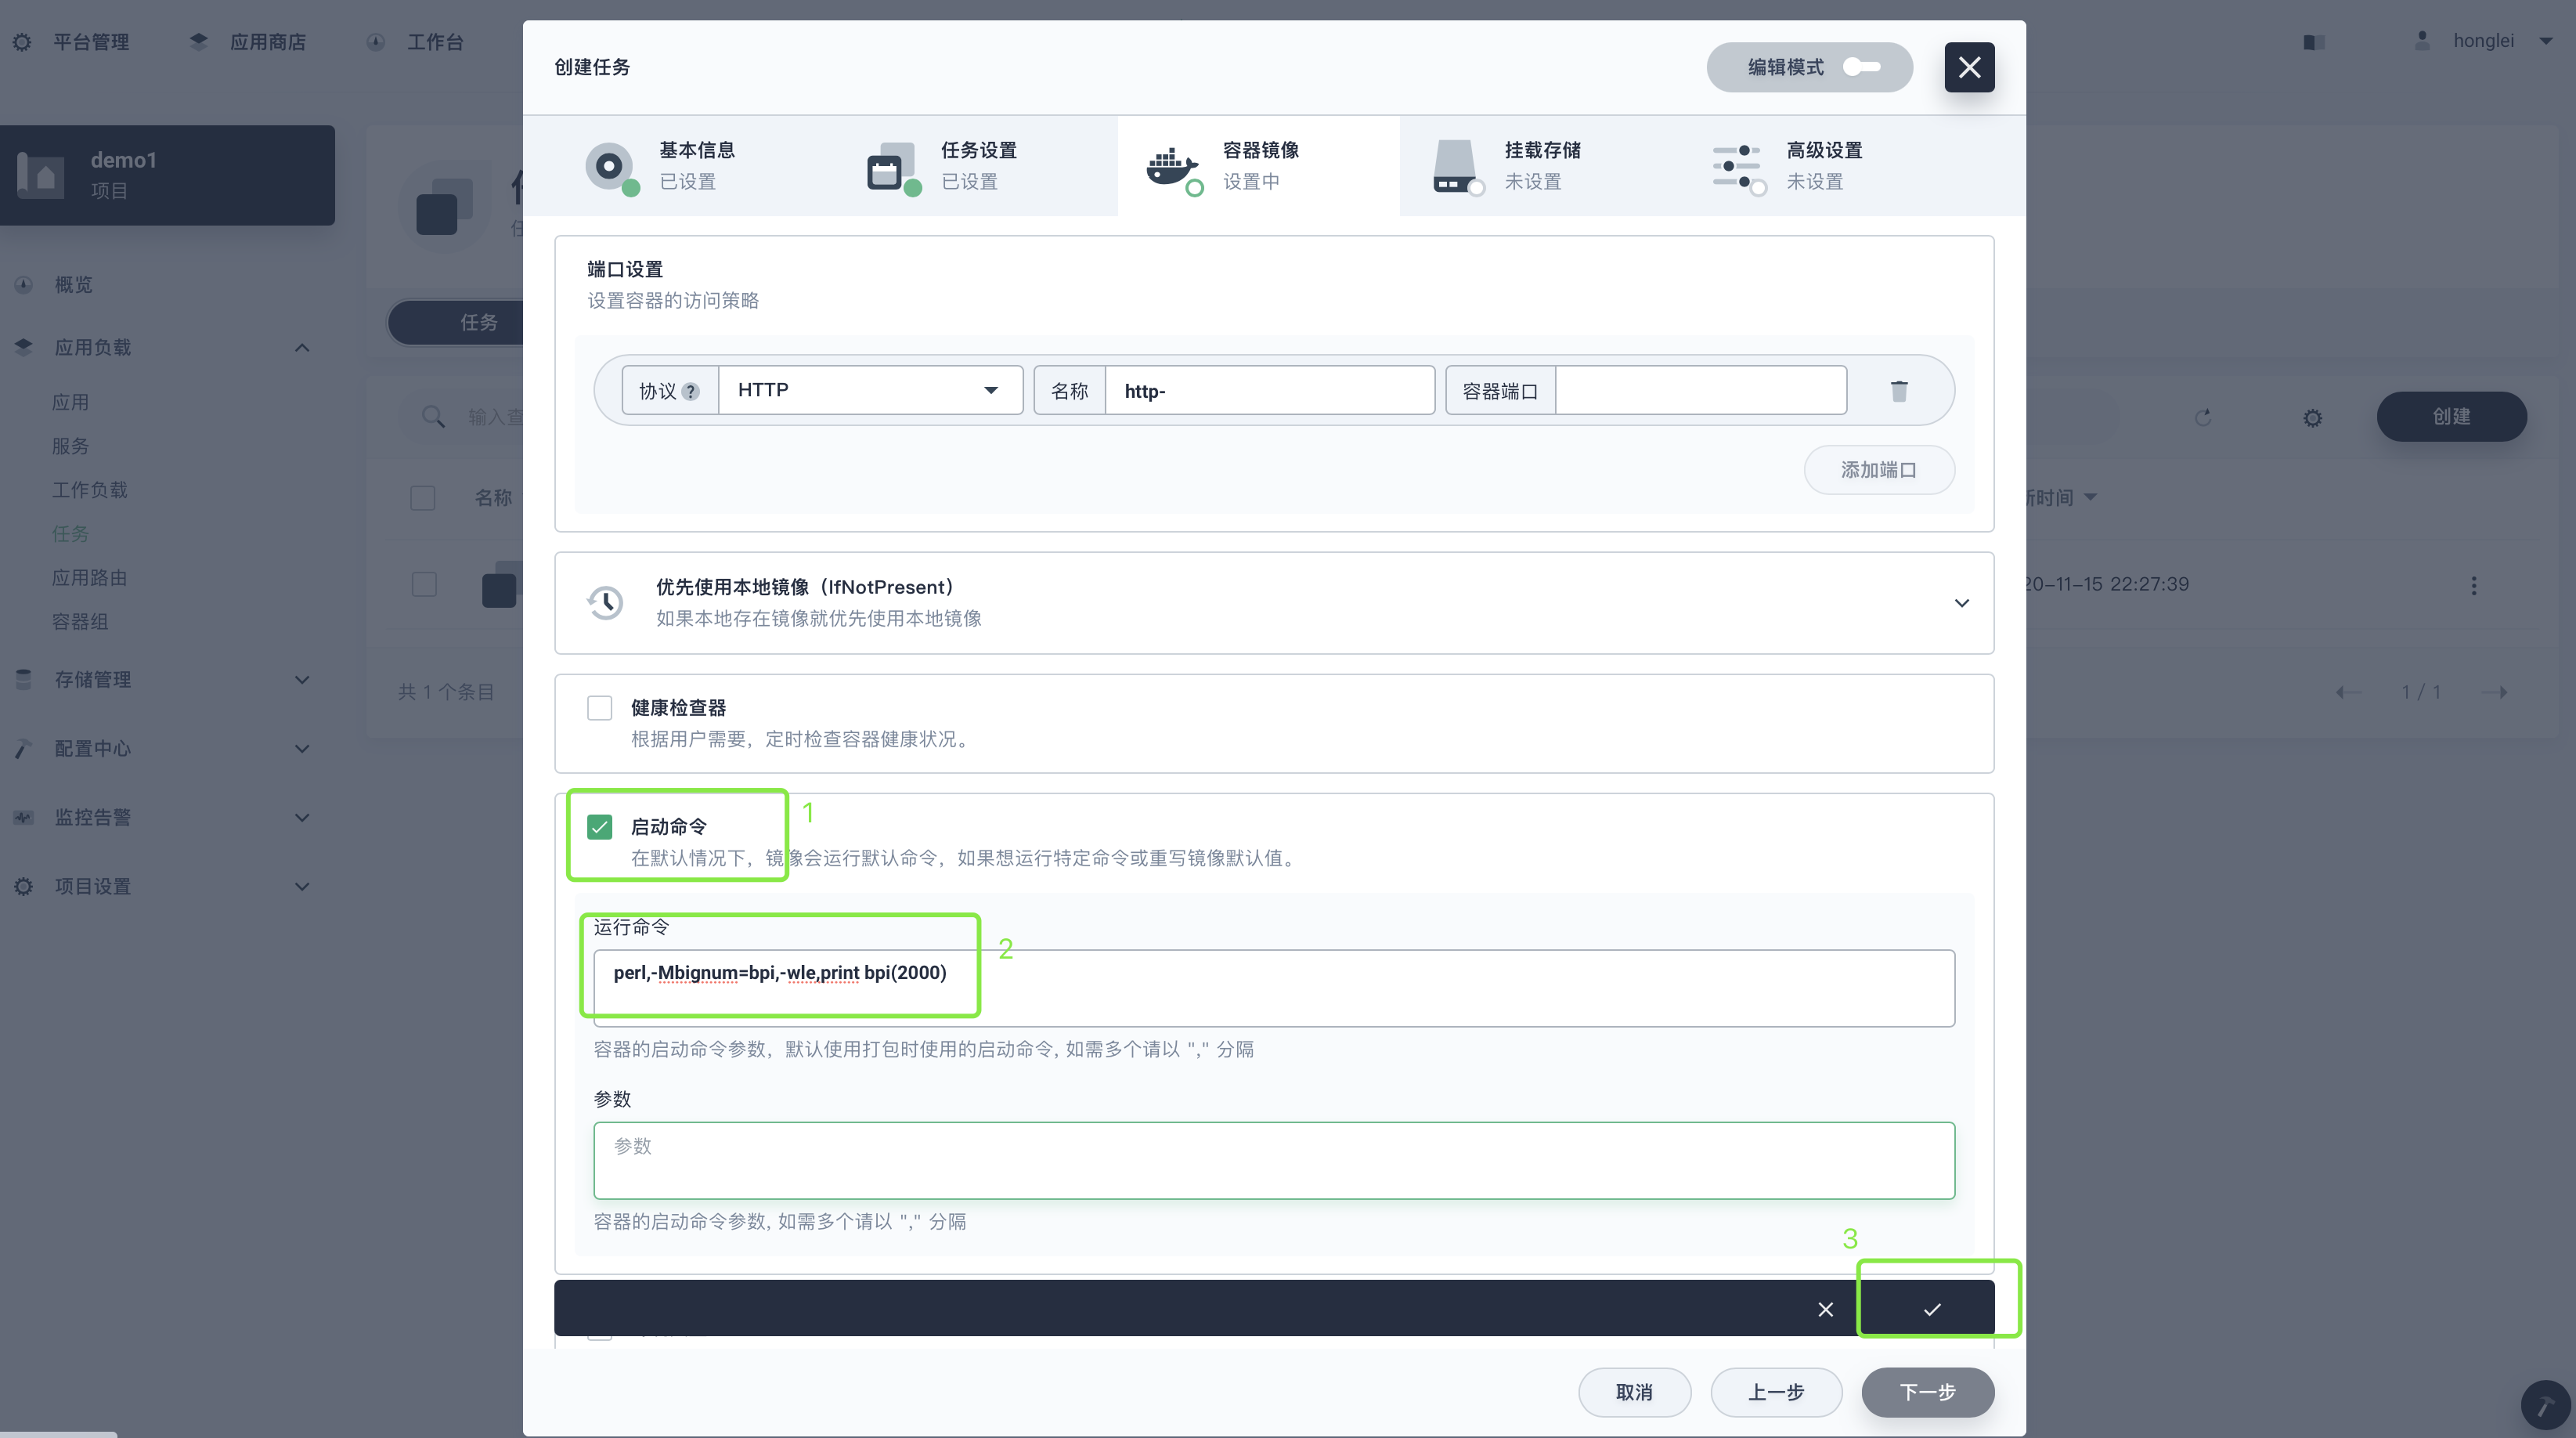 平台管理
应用商店
工作台
honglei
demo1
项目
概览
应用负载
应用
服务
工作负载
任务
应用路由
容器组
存储管理
配置中心
监控告警
项目设置
任务
输入查
名称
共 1 个条目
创建
新时间
20-11-15 22:27:39
1 / 1
创建任务
编辑模式
基本信息
已设置
任务设置
已设置
容器镜像
设置中
挂载存储
未设置
高级设置
未设置
端口设置
设置容器的访问策略
协议 ? HTTP 名称 http- 容器端口
添加端口
优先使用本地镜像（IfNotPresent）
如果本地存在镜像就优先使用本地镜像
健康检查器
根据用户需要，定时检查容器健康状况。
1
启动命令
在默认情况下，镜像会运行默认命令，如果想运行特定命令或重写镜像默认值。
运行命令
2
perl,-Mbignum=bpi,-wle,print bpi(2000)
容器的启动命令参数，默认使用打包时使用的启动命令, 如需多个请以 "," 分隔
参数
参数
容器的启动命令参数, 如需多个请以 "," 分隔
3
取消
上一步
下一步